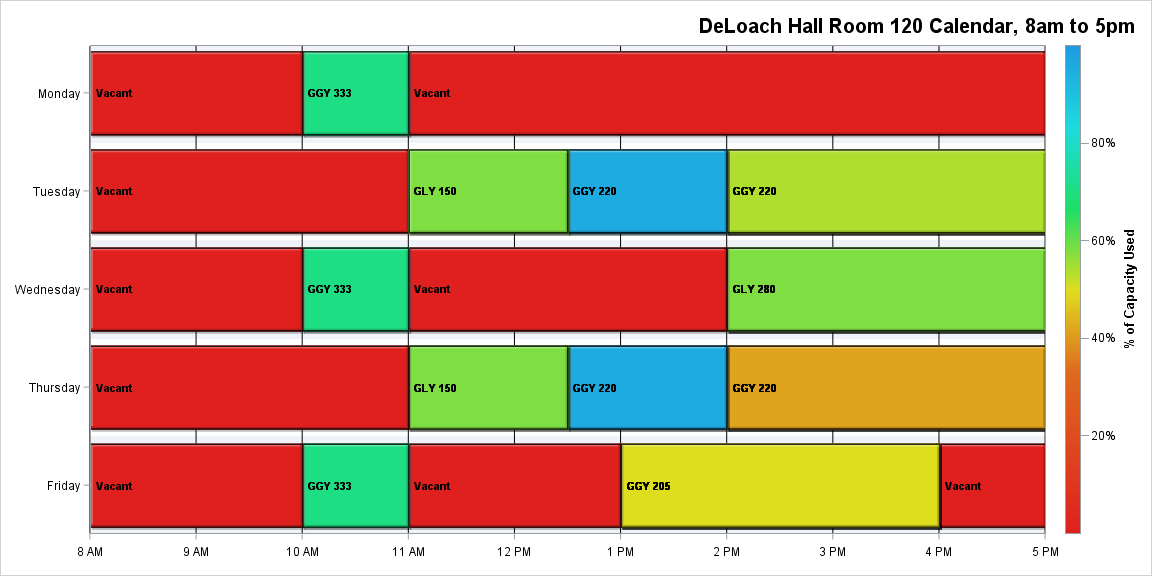 DeLoach Hall Room 120 Calendar, 8am to 5pm
Monday
Vacant
GGY 333
Vacant
Tuesday
Vacant
GLY 150
GGY 220
GGY 220
Wednesday
Vacant
GGY 333
Vacant
GLY 280
Thursday
Vacant
GLY 150
GGY 220
GGY 220
Friday
Vacant
GGY 333
Vacant
GGY 205
Vacant
8 AM
9 AM
10 AM
11 AM
12 PM
1 PM
2 PM
3 PM
4 PM
5 PM
80%
60%
40%
20%
% of Capacity Used